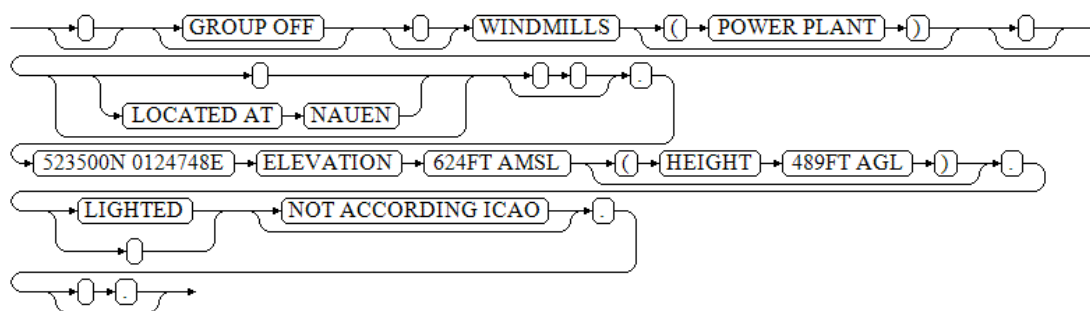 GROUP OFF WINDMILLS ( POWER PLANT )
LOCATED AT NAUEN .
523500N 0124748E ELEVATION 624FT AMSL ( HEIGHT 489FT AGL ) .
LIGHTED NOT ACCORDING ICAO .
.